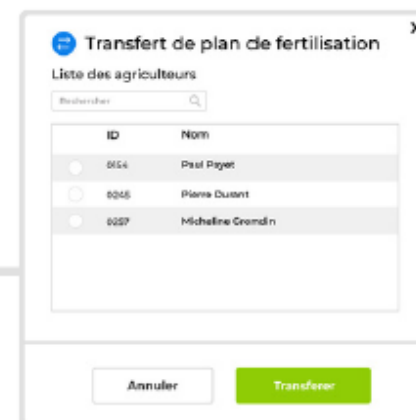 x
Transfert de plan de fertilisation
Liste des agriculteurs
Rechercher
ID Nom
0154 Paul Payet
0245 Pierre Durant
0257 Micheline Grondin
Annuler Transferer